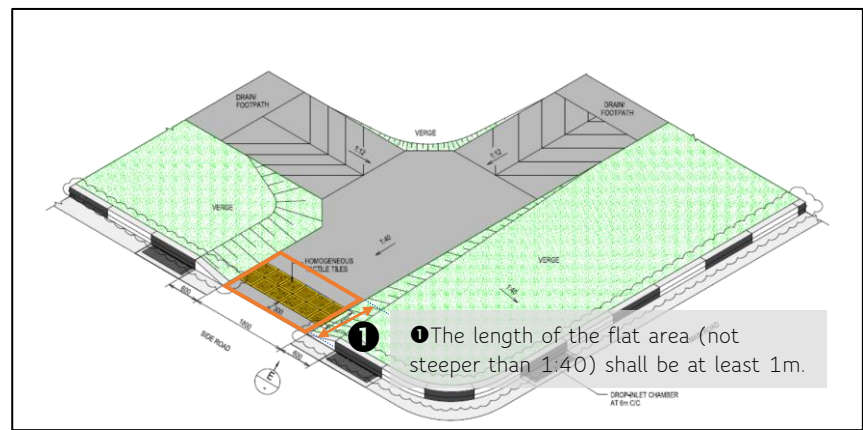 DRAIN/
FOOTPATH
VERGE
DRAIN/
FOOTPATH
1:12
1:12
VERGE
1:40
HOMOGENEOUS
TACTILE TILES
VERGE
300
1:40
600
1800
600
SIDE ROAD
E
❶
❶The length of the flat area (not
steeper than 1:40) shall be at least 1m.
DROP-INLET CHAMBER
AT 6m C/C